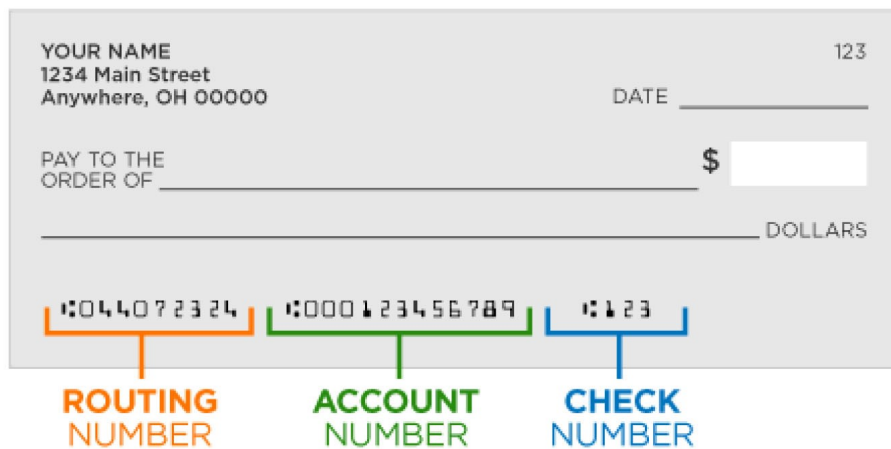 YOUR NAME 123
1234 Main Street
Anywhere, OH 00000
DATE
PAY TO THE
ORDER OF
$
DOLLARS
⑆044072324 ⑆000123456789 ⑆123
ROUTING ACCOUNT CHECK
NUMBER NUMBER NUMBER